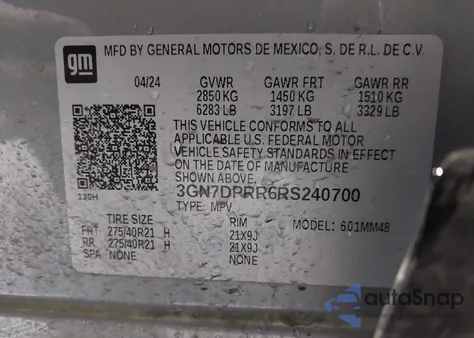 gm
MFD BY GENERAL MOTORS DE MEXICO, S. DE R.L. DE C.V.
04/24 GVWR GAWR FRT GAWR RR
2850 KG 1450 KG 1510 KG
6283 LB 3197 LB 3329 LB
THIS VEHICLE CONFORMS TO ALL
APPLICABLE U.S. FEDERAL MOTOR
VEHICLE SAFETY STANDARDS IN EFFECT
ON THE DATE OF MANUFACTURE
SHOWN ABOVE.
130H
3GN7DPRR6RS240700
TYPE: MPV
TIRE SIZE RIM MODEL: 601MM48
FRT 275/40R21 H 21X9J
RR 275/40R21 H 21X9J
SPA NONE NONE
autoSnap